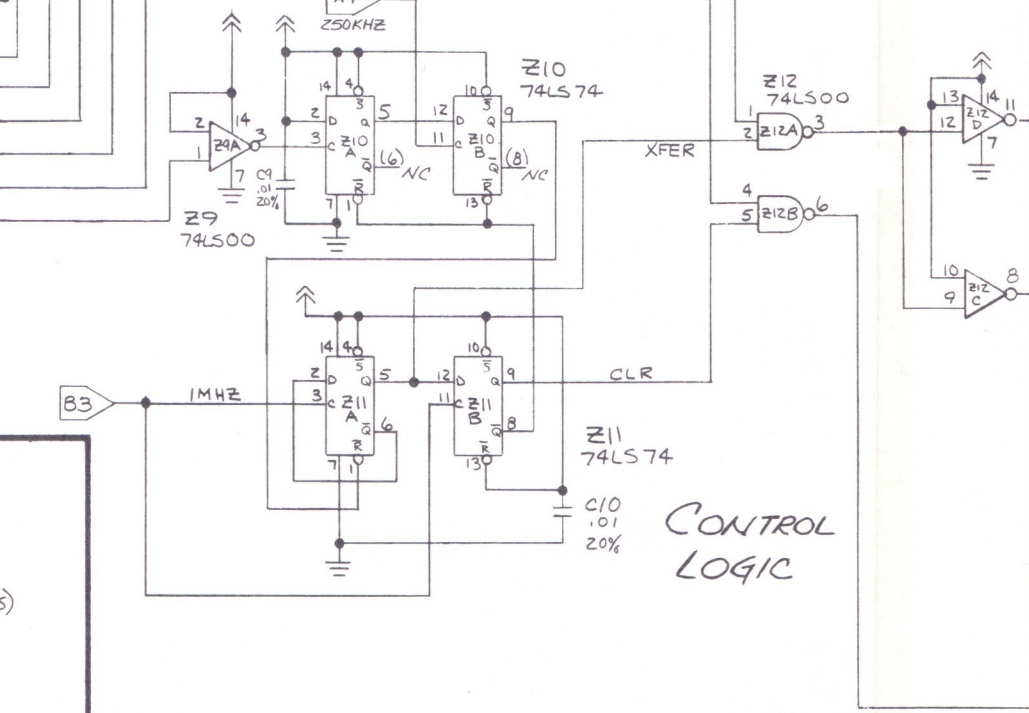 250KHZ
Z10
74LS74
14 4
S
10
S
2 D Q 5
12 D Q 9
3 C Z10
A
Q (6) NC
11 C Z10
B
Q (8) NC
7 1 R
13 R
2
14
Z9A 3
1
7
C9
.01
20%
Z9
74LS00
Z12
74LS00
1
2 Z12A 3
XFER
4
5 Z12B 6
13 14
12 Z12
D
11
7
10
9 Z12
C
8
14 4
S
10
S
2 D Q 5
12 D Q 9
CLR
B3
1MHZ
3 C Z11
A
Q 6
11 C Z11
B
Q 8
7 1 R
13 R
Z11
74LS74
C10
.01
20%
CONTROL
LOGIC
s)